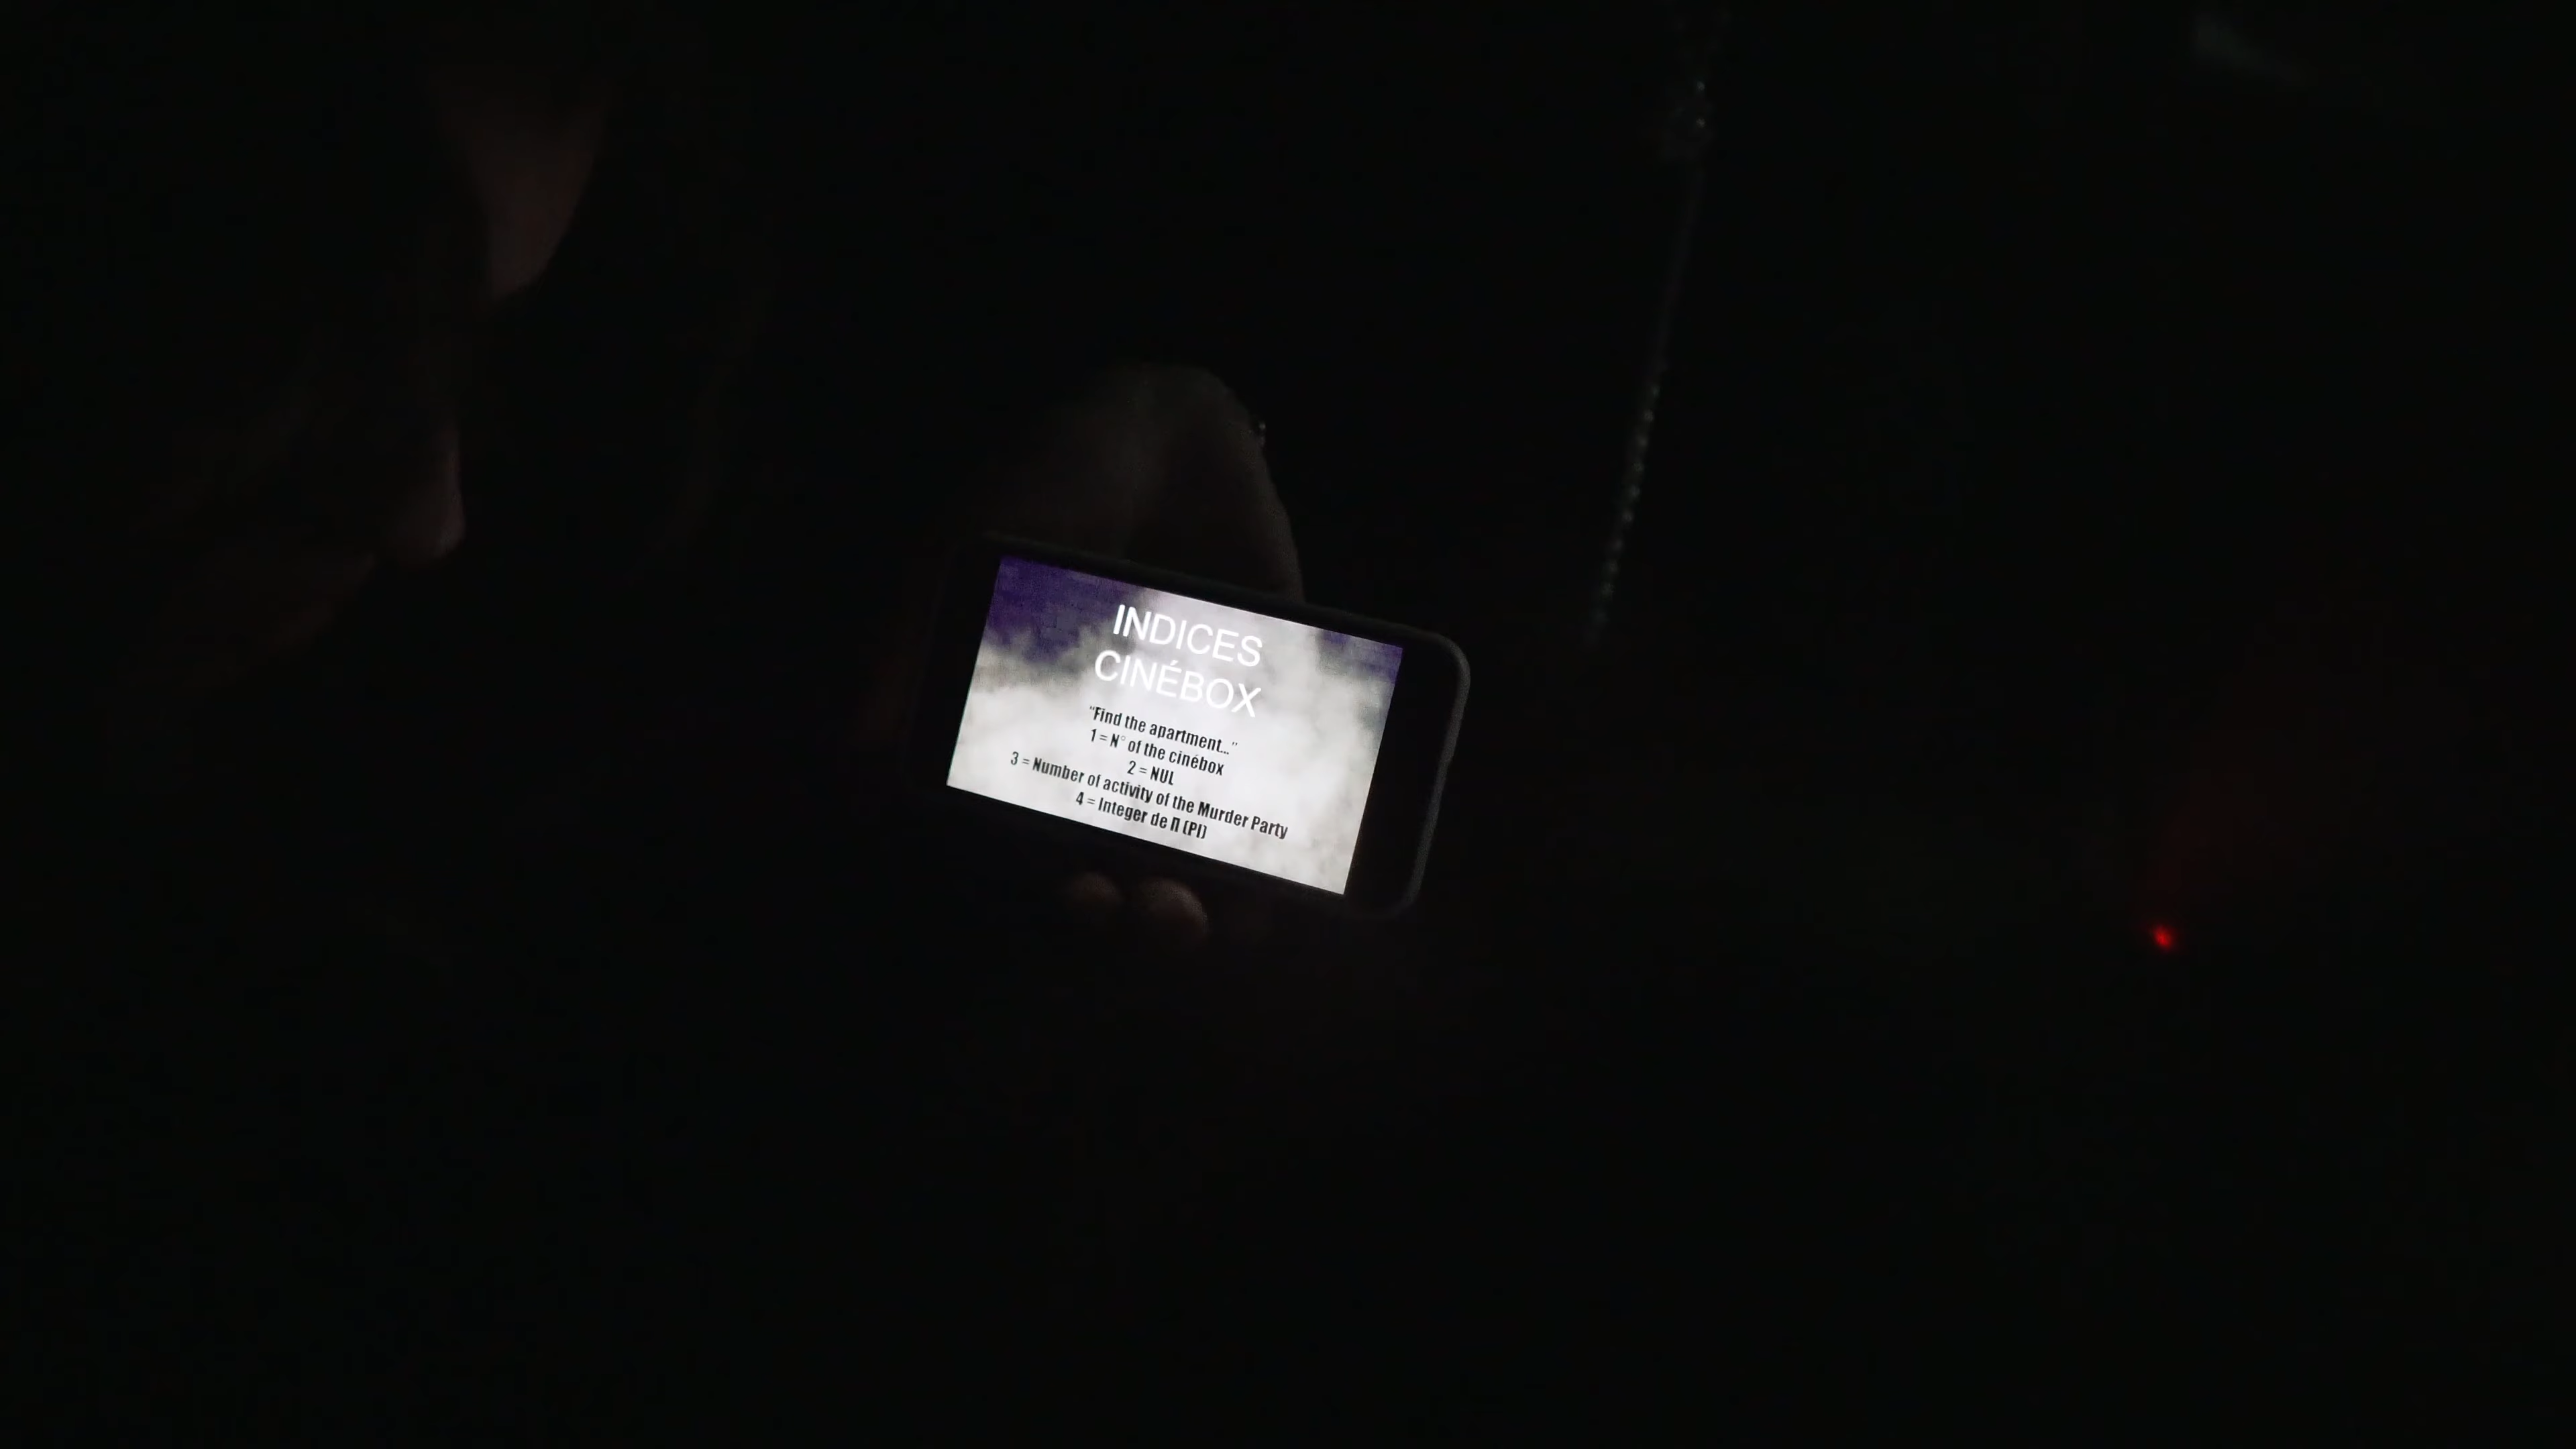 INDICES
CINÉBOX
"Find the apartment..."
1 = N° of the cinébox
2 = NUL
3 = Number of activity of the Murder Party
4 = Integer de Π (PI)